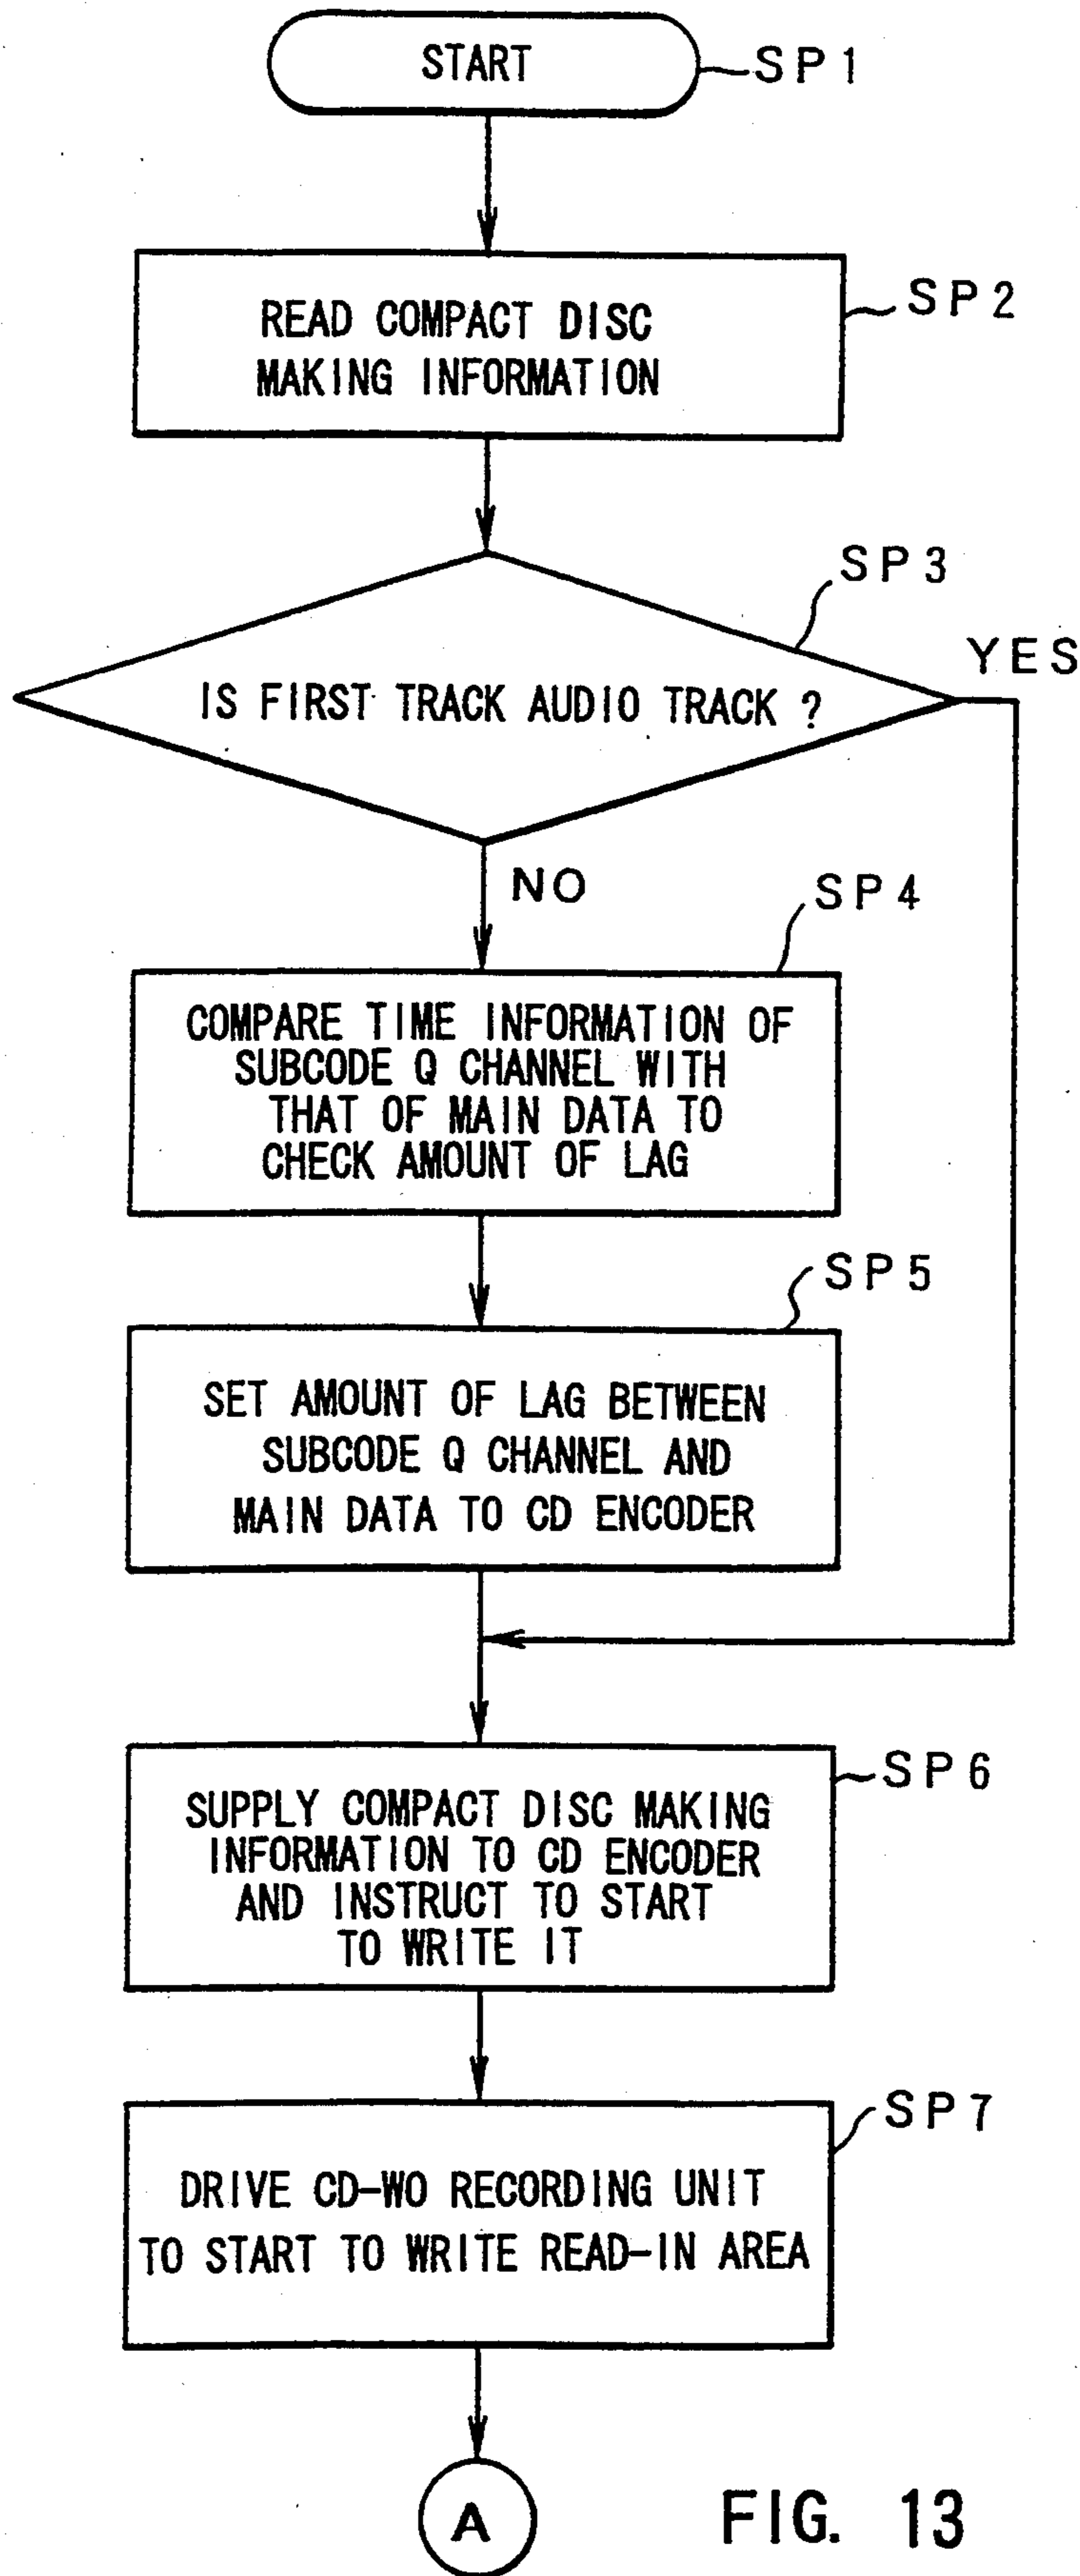 START
SP1
READ COMPACT DISC
MAKING INFORMATION
SP2
SP3
YES
IS FIRST TRACK AUDIO TRACK ?
NO
SP4
COMPARE TIME INFORMATION OF
SUBCODE Q CHANNEL WITH
THAT OF MAIN DATA TO
CHECK AMOUNT OF LAG
SP5
SET AMOUNT OF LAG BETWEEN
SUBCODE Q CHANNEL AND
MAIN DATA TO CD ENCODER
SP6
SUPPLY COMPACT DISC MAKING
INFORMATION TO CD ENCODER
AND INSTRUCT TO START
TO WRITE IT
SP7
DRIVE CD-WO RECORDING UNIT
TO START TO WRITE READ-IN AREA
A
FIG. 13